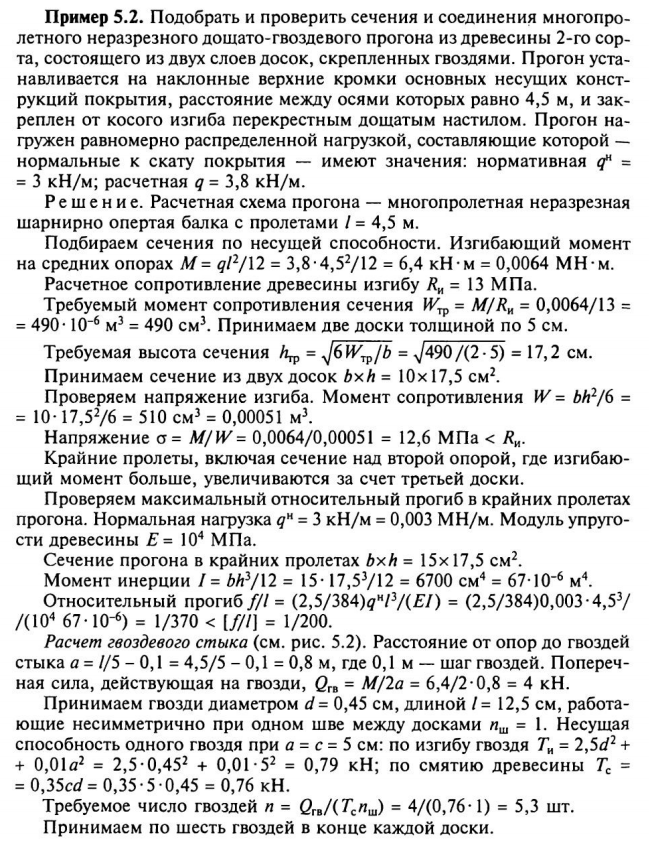 Пример 5.2. Подобрать и проверить сечения и соединения многопро-
летного неразрезного дощато-гвоздевого прогона из древесины 2-го сор-
та, состоящего из двух слоев досок, скрепленных гвоздями. Прогон уста-
навливается на наклонные верхние кромки основных несущих конст-
рукций покрытия, расстояние между осями которых равно 4,5 м, и зак-
реплен от косого изгиба перекрестным дощатым настилом. Прогон на-
гружен равномерно распределенной нагрузкой, составляющие которой —
нормальные к скату покрытия — имеют значения: нормативная qᴴ =
= 3 кН/м; расчетная q = 3,8 кН/м.
Решение. Расчетная схема прогона — многопролетная неразрезная
шарнирно опертая балка с пролетами l = 4,5 м.
Подбираем сечения по несущей способности. Изгибающий момент
на средних опорах M = ql²/12 = 3,8·4,5²/12 = 6,4 кН·м = 0,0064 МН·м.
Расчетное сопротивление древесины изгибу Rи = 13 МПа.
Требуемый момент сопротивления сечения Wтр = M/Rи = 0,0064/13 =
= 490·10⁻⁶ м³ = 490 см³. Принимаем две доски толщиной по 5 см.
Требуемая высота сечения hтр = √(6Wтр/b) = √(490/(2·5)) = 17,2 см.
Принимаем сечение из двух досок b×h = 10×17,5 см².
Проверяем напряжение изгиба. Момент сопротивления W = bh²/6 =
= 10·17,5²/6 = 510 см³ = 0,00051 м³.
Напряжение σ = M/W = 0,0064/0,00051 = 12,6 МПа < Rи.
Крайние пролеты, включая сечение над второй опорой, где изгибаю-
щий момент больше, увеличиваются за счет третьей доски.
Проверяем максимальный относительный прогиб в крайних пролетах
прогона. Нормальная нагрузка qᴴ = 3 кН/м = 0,003 МН/м. Модуль упруго-
сти древесины E = 10⁴ МПа.
Сечение прогона в крайних пролетах b×h = 15×17,5 см².
Момент инерции I = bh³/12 = 15·17,5³/12 = 6700 см⁴ = 67·10⁻⁶ м⁴.
Относительный прогиб f/l = (2,5/384)qᴴl³/(EI) = (2,5/384)0,003·4,5³/
/(10⁴ 67·10⁻⁶) = 1/370 < [f/l] = 1/200.
Расчет гвоздевого стыка (см. рис. 5.2). Расстояние от опор до гвоздей
стыка a = l/5 – 0,1 = 4,5/5 – 0,1 = 0,8 м, где 0,1 м — шаг гвоздей. Попереч-
ная сила, действующая на гвозди, Qгв = M/2a = 6,4/2·0,8 = 4 кН.
Принимаем гвозди диаметром d = 0,45 см, длиной l = 12,5 см, работа-
ющие несимметрично при одном шве между досками nш = 1. Несущая
способность одного гвоздя при a = c = 5 см: по изгибу гвоздя Tи = 2,5d² +
+ 0,01a² = 2,5·0,45² + 0,01·5² = 0,79 кН; по смятию древесины Tс =
= 0,35cd = 0,35·5·0,45 = 0,76 кН.
Требуемое число гвоздей n = Qгв/(Tсnш) = 4/(0,76·1) = 5,3 шт.
Принимаем по шесть гвоздей в конце каждой доски.